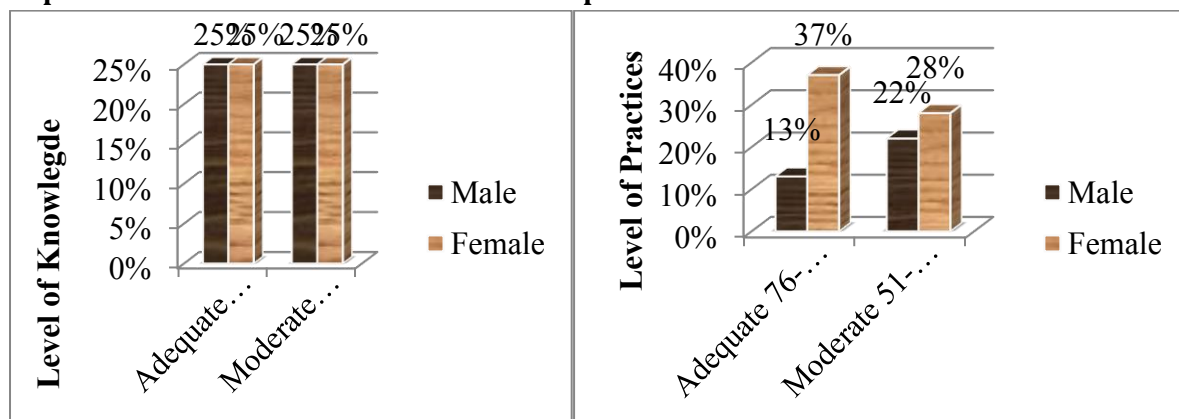 25% 25% 25% 25%
25%
20%
15%
10%
5%
0%
Level of Knowlegde
Adequate…
Moderate…
Male
Female
37%
28%
22%
13%
40%
30%
20%
10%
0%
Level of Practices
Adequate 76-…
Moderate 51-…
Male
Female